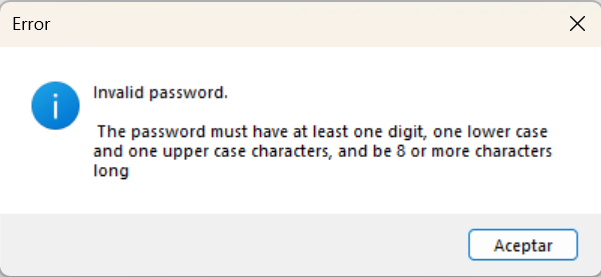 Error
Invalid password.
The password must have at least one digit, one lower case
and one upper case characters, and be 8 or more characters
long
Aceptar